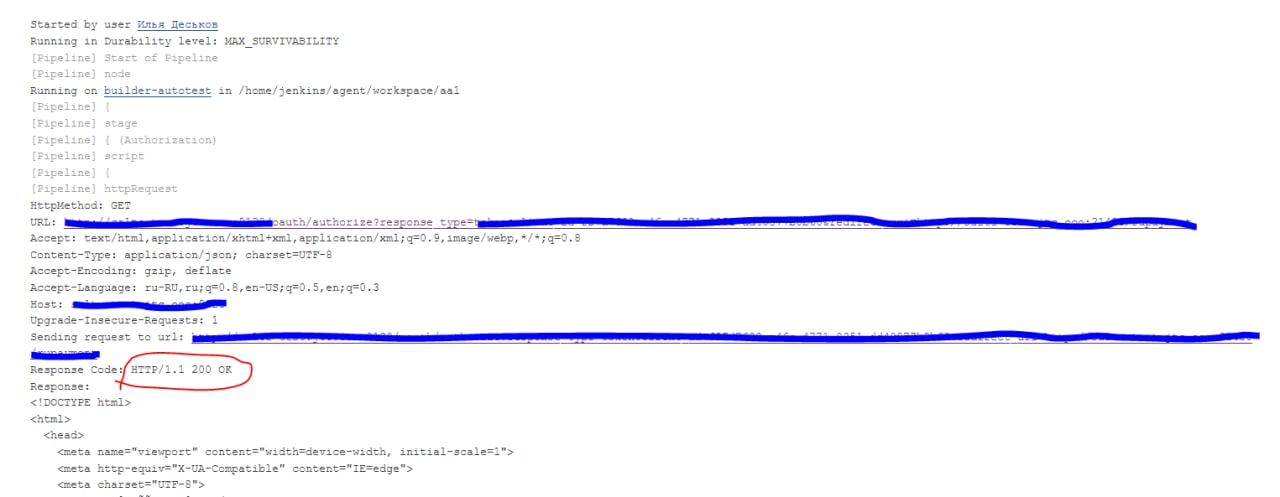 Started by user Илья Деськов
Running in Durability level: MAX_SURVIVABILITY
[Pipeline] Start of Pipeline
[Pipeline] node
Running on builder-autotest in /home/jenkins/agent/workspace/aa1
[Pipeline] {
[Pipeline] stage
[Pipeline] { (Authorization)
[Pipeline] script
[Pipeline] {
[Pipeline] httpRequest
HttpMethod: GET
URL: oauth/authorize?response_type=
Accept: text/html,application/xhtml+xml,application/xml;q=0.9,image/webp,*/*;q=0.8
Content-Type: application/json; charset=UTF-8
Accept-Encoding: gzip, deflate
Accept-Language: ru-RU,ru;q=0.8,en-US;q=0.5,en;q=0.3
Host:
Upgrade-Insecure-Requests: 1
Sending request to url:
Response Code: HTTP/1.1 200 OK
Response:
<!DOCTYPE html>
<html>
<head>
<meta name="viewport" content="width=device-width, initial-scale=1">
<meta http-equiv="X-UA-Compatible" content="IE=edge">
<meta charset="UTF-8">